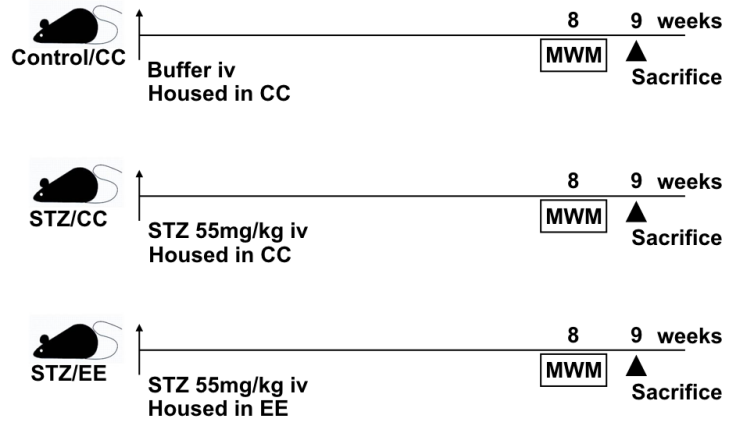 8 9 weeks
Control/CC MWM
Buffer iv Sacrifice
Housed in CC
8 9 weeks
STZ/CC MWM
STZ 55mg/kg iv Sacrifice
Housed in CC
8 9 weeks
STZ/EE MWM
STZ 55mg/kg iv Sacrifice
Housed in EE